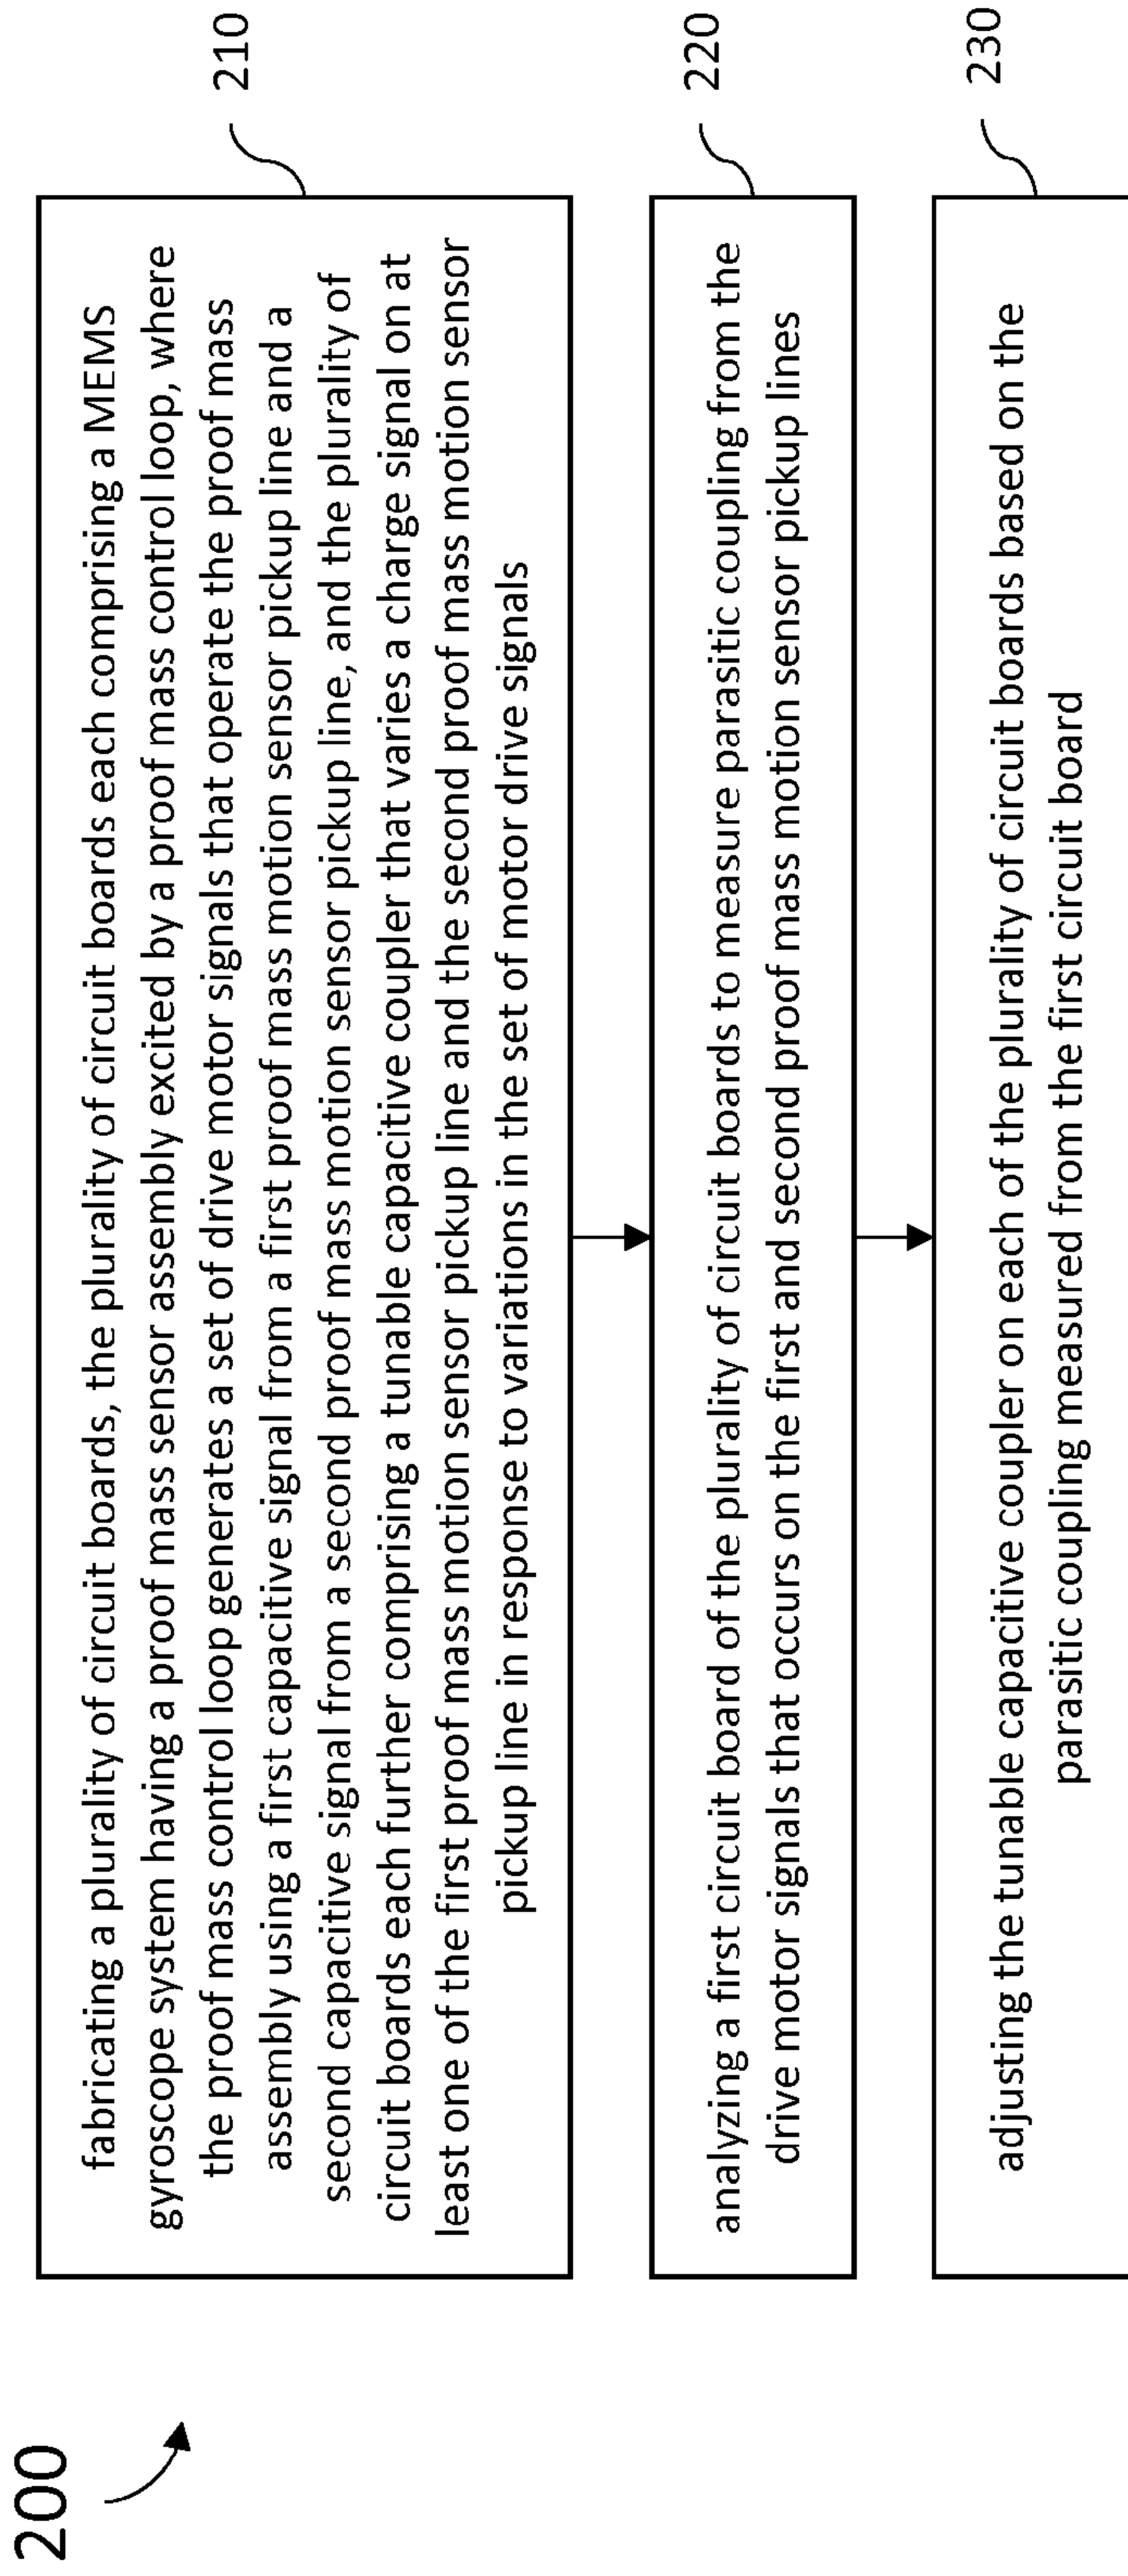 200
fabricating a plurality of circuit boards, the plurality of circuit boards each comprising a MEMS
gyroscope system having a proof mass sensor assembly excited by a proof mass control loop, where
the proof mass control loop generates a set of drive motor signals that operate the proof mass
assembly using a first capacitive signal from a first proof mass motion sensor pickup line and a
second capacitive signal from a second proof mass motion sensor pickup line, and the plurality of
circuit boards each further comprising a tunable capacitive coupler that varies a charge signal on at
least one of the first proof mass motion sensor pickup line and the second proof mass motion sensor
pickup line in response to variations in the set of motor drive signals
210
analyzing a first circuit board of the plurality of circuit boards to measure parasitic coupling from the
drive motor signals that occurs on the first and second proof mass motion sensor pickup lines
220
adjusting the tunable capacitive coupler on each of the plurality of circuit boards based on the
parasitic coupling measured from the first circuit board
230